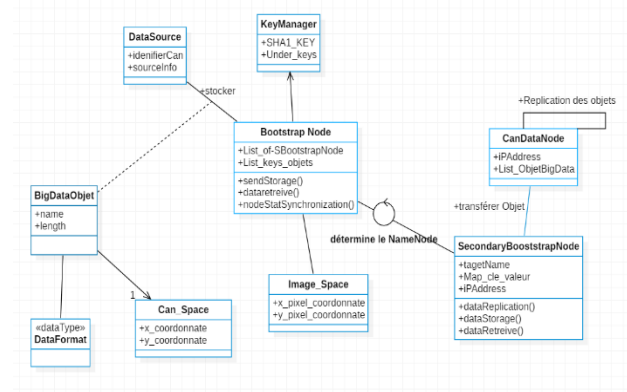 KeyManager
+SHA1_KEY
+Under_keys
DataSource
+idenifierCan
+sourceInfo
+stocker
+Replication des objets
Bootstrap Node
+List_of-SBootstrapNode
+List_keys_objets
+sendStorage()
+dataretreive()
+nodeStatSynchronization()
CanDataNode
+iPAddress
+List_ObjetBigData
BigDataObjet
+name
+length
+transférer Objet
détermine le NameNode
SecondaryBooststrapNode
+tagetName
+Map_cle_valeur
+iPAddress
+dataReplication()
+dataStorage()
+dataRetreive()
Image_Space
+x_pixel_coordonnate
+y_pixel_coordonnate
1
Can_Space
+x_coordonnate
+y_coordonnate
«dataType»
DataFormat